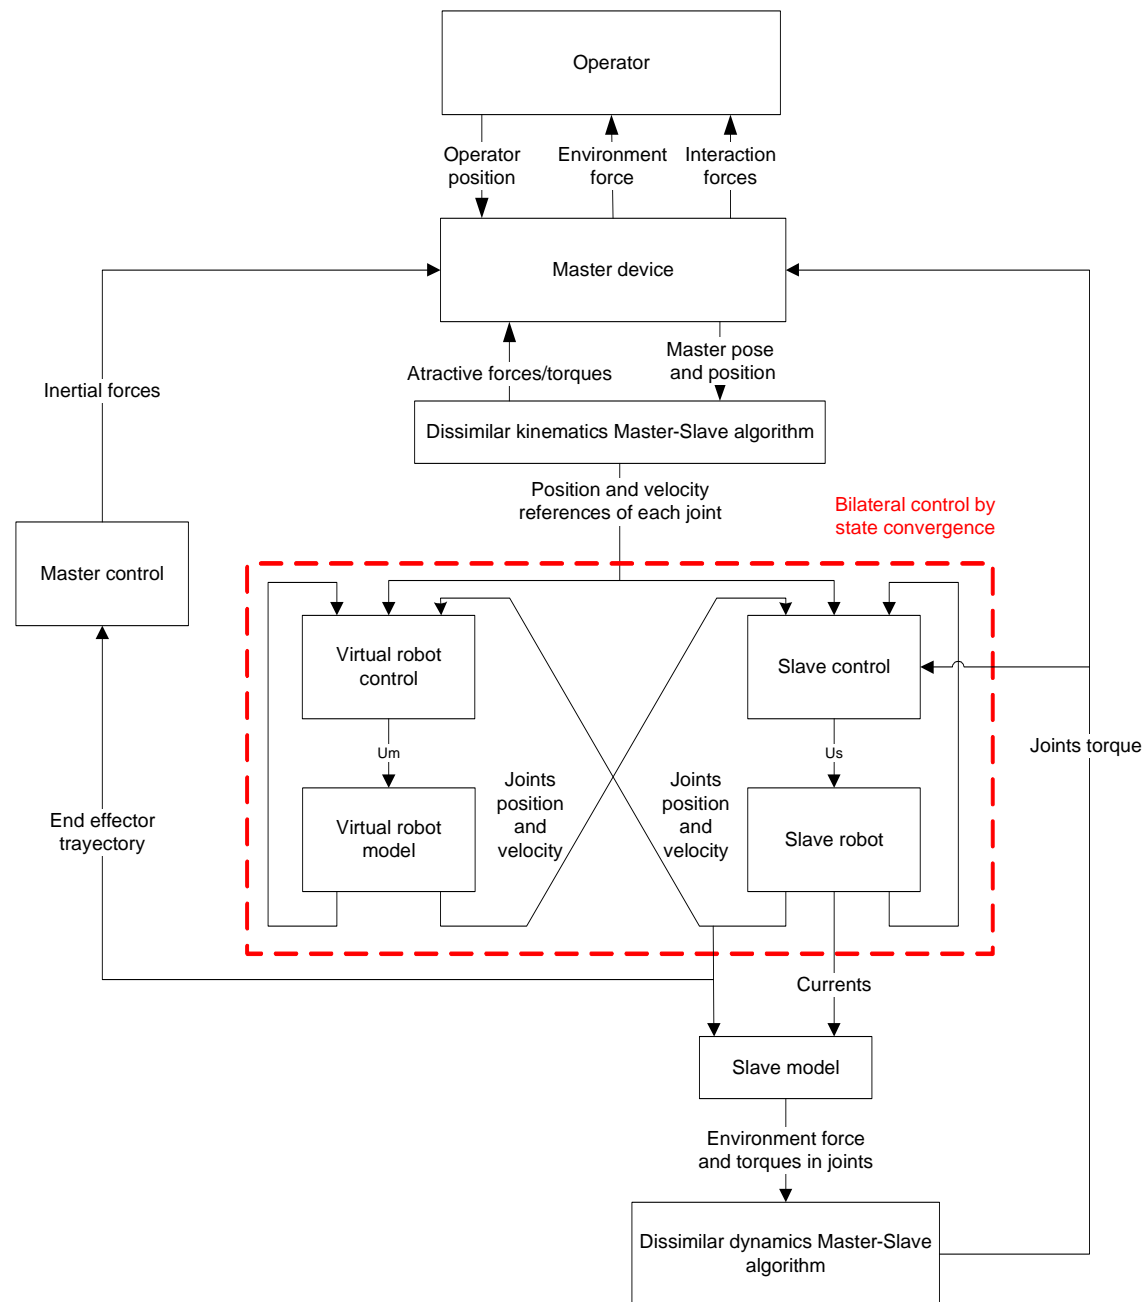 Operator
Operator
position
Environment
force
Interaction
forces
Master device
Atractive forces/torques
Master pose
and position
Inertial forces
Dissimilar kinematics Master-Slave algorithm
Position and velocity
references of each joint
Bilateral control by
state convergence
Master control
Virtual robot
control
Slave control
Um
Us
Joints torque
Joints
position
and
velocity
Joints
position
and
velocity
End effector
trayectory
Virtual robot
model
Slave robot
Currents
Slave model
Environment force
and torques in joints
Dissimilar dynamics Master-Slave
algorithm